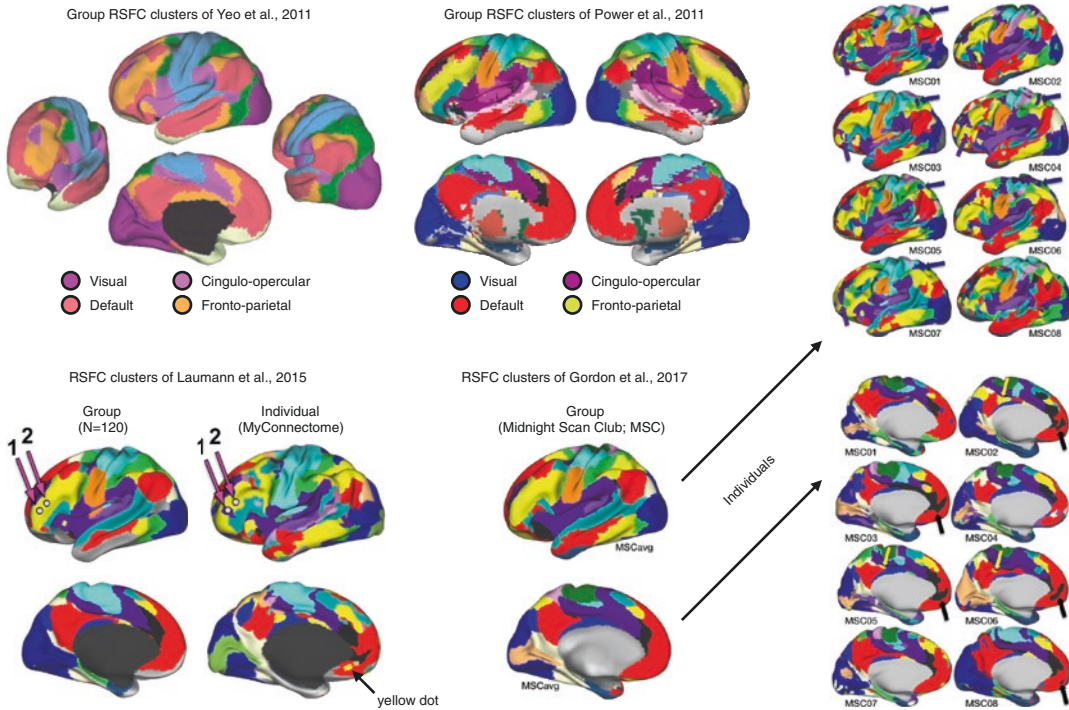 Group RSFC clusters of Yeo et al., 2011
Visual
Cingulo-opercular
Default
Fronto-parietal
Group RSFC clusters of Power et al., 2011
Visual
Cingulo-opercular
Default
Fronto-parietal
MSC01
MSC02
MSC03
MSC04
MSC05
MSC06
MSC07
MSC08
RSFC clusters of Laumann et al., 2015
Group
(N=120)
Individual
(MyConnectome)
1 2
1 2
yellow dot
RSFC clusters of Gordon et al., 2017
Group
(Midnight Scan Club; MSC)
MSCavg
MSCavg
Individuals
MSC01
MSC02
MSC03
MSC04
MSC05
MSC06
MSC07
MSC08